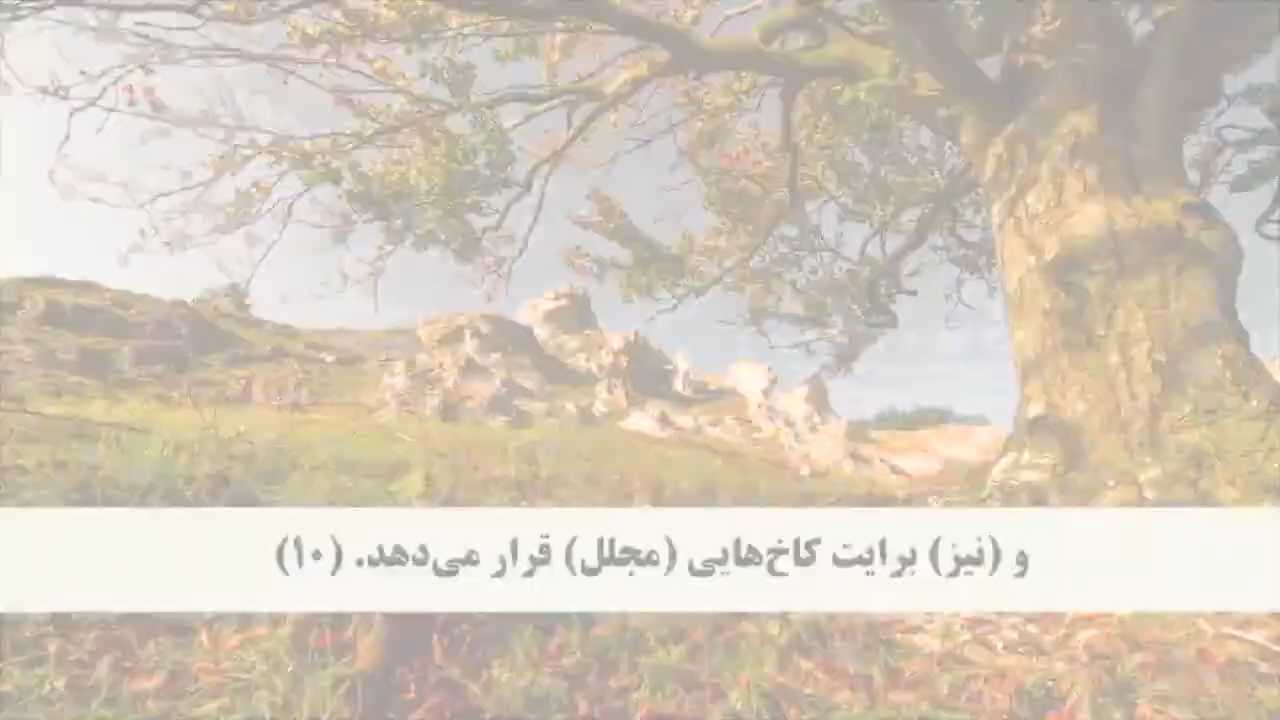 و (نیز) برایت کاخ‌هایی (مجلل) قرار می‌دهد. (۱۰)